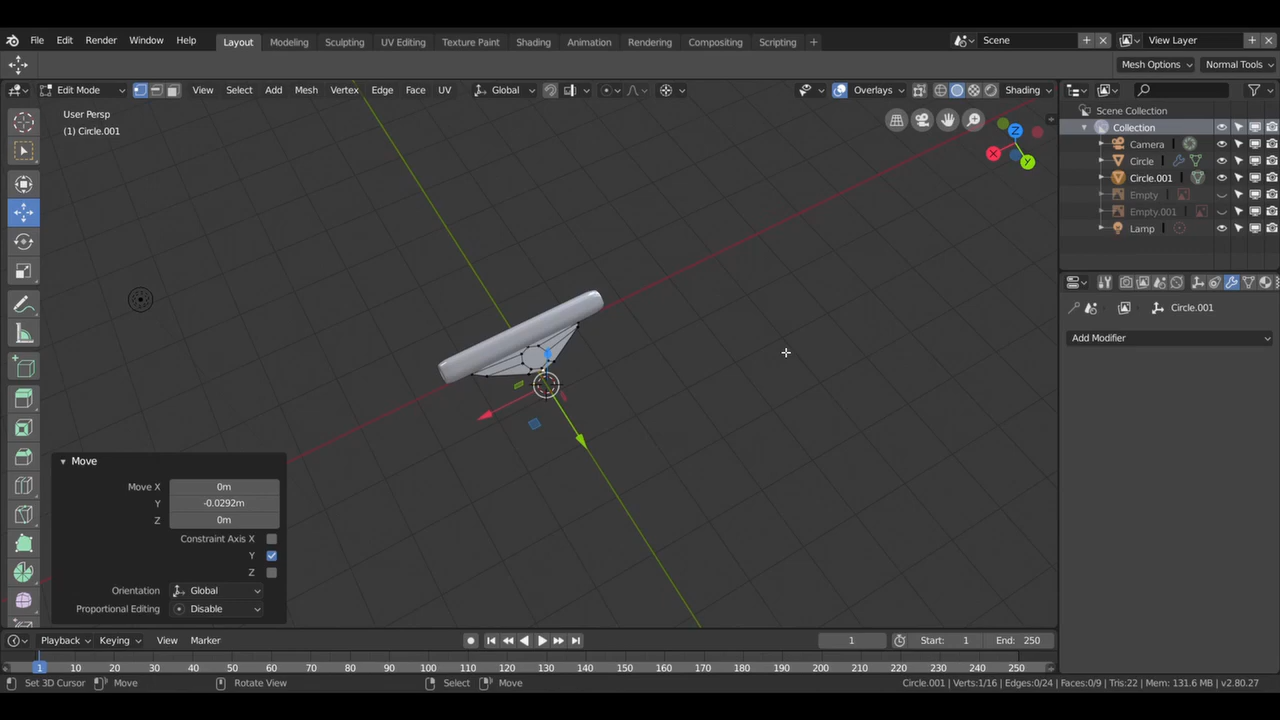 File Edit Render Window Help Layout Modeling Sculpting UV Editing Texture Paint Shading Animation Rendering Compositing Scripting + Scene View Layer
Mesh Options Normal Tools
Edit Mode View Select Add Mesh Vertex Edge Face UV Global Overlays Shading
User Persp
(1) Circle.001
Z
X
Y
Scene Collection
Collection
Camera
Circle
Circle.001
Empty
Empty.001
Lamp
Circle.001
Add Modifier
Move
Move X 0m
Y -0.0292m
Z 0m
Constraint Axis X
Y
Z
Orientation Global
Proportional Editing Disable
Playback Keying View Marker 1 Start: 1 End: 250
1 10 20 30 40 50 60 70 80 90 100 110 120 130 140 150 160 170 180 190 200 210 220 230 240 250
Set 3D Cursor Move Rotate View Select Move Circle.001 | Verts:1/16 | Edges:0/24 | Faces:0/9 | Tris:22 | Mem: 131.6 MB | v2.80.27